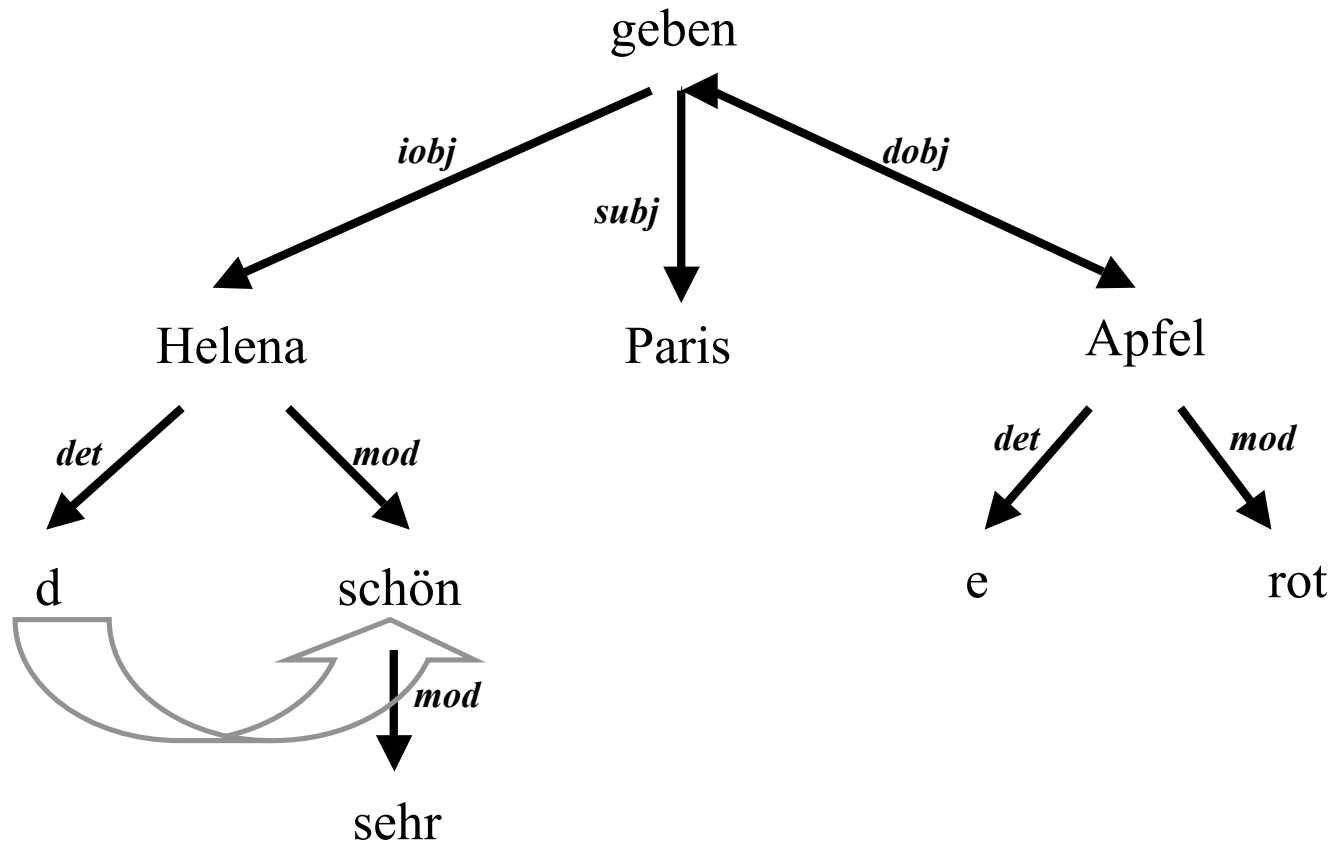 geben
iobj
dobj
subj
Helena
Paris
Apfel
det
mod
det
mod
d
schön
e
rot
mod
sehr